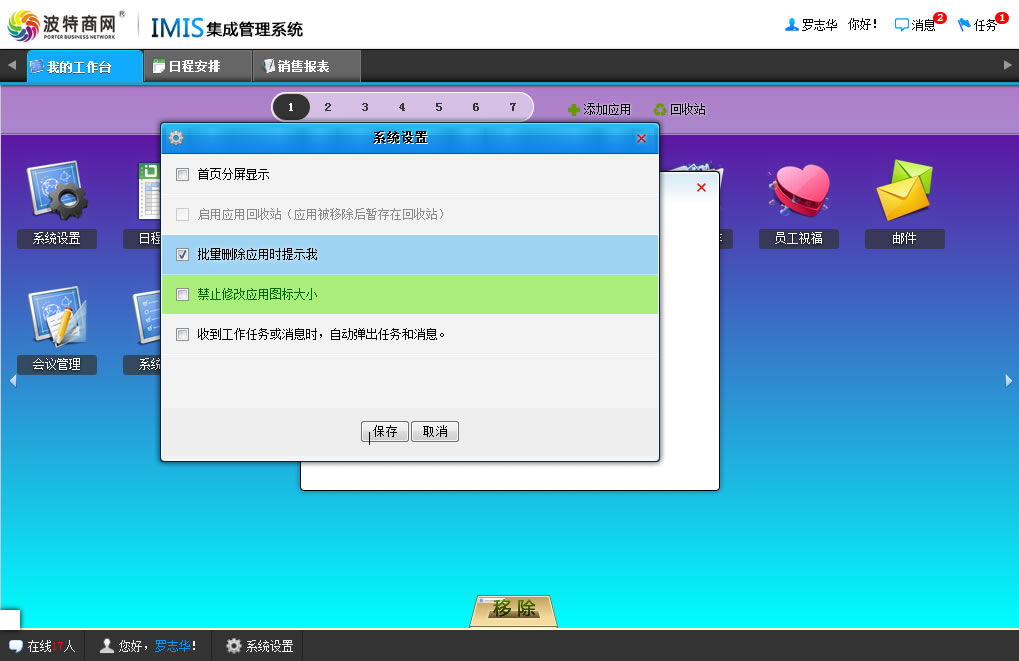 波特商网®
PORTER BUSINESS NETWORK
IMIS集成管理系统
罗志华 你好！ 消息 2 任务 1
我的工作台 日程安排 销售报表
1 2 3 4 5 6 7 添加应用 回收站
系统设置
首页分屏显示
启用应用回收站（应用被移除后暂存在回收站）
批量删除应用时提示我
禁止修改应用图标大小
收到工作任务或消息时，自动弹出任务和消息。
保存 取消
系统设置 日程 员工祝福 邮件
会议管理 系统
移除
在线17人 您好，罗志华！ 系统设置